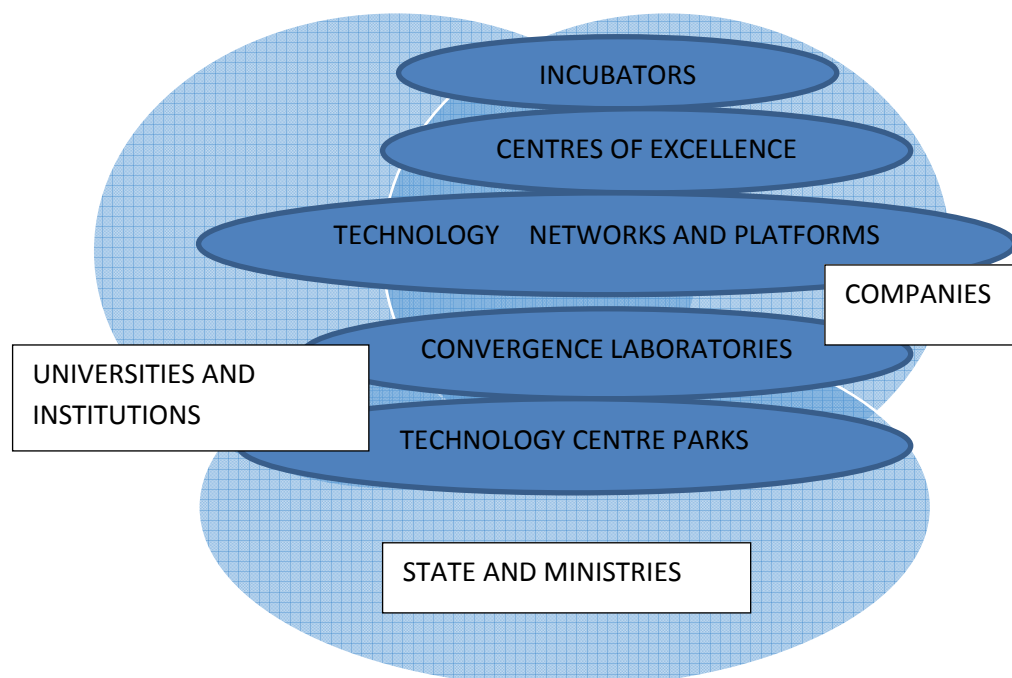 INCUBATORS
CENTRES OF EXCELLENCE
TECHNOLOGY NETWORKS AND PLATFORMS
COMPANIES
CONVERGENCE LABORATORIES
UNIVERSITIES AND
INSTITUTIONS
TECHNOLOGY CENTRE PARKS
STATE AND MINISTRIES